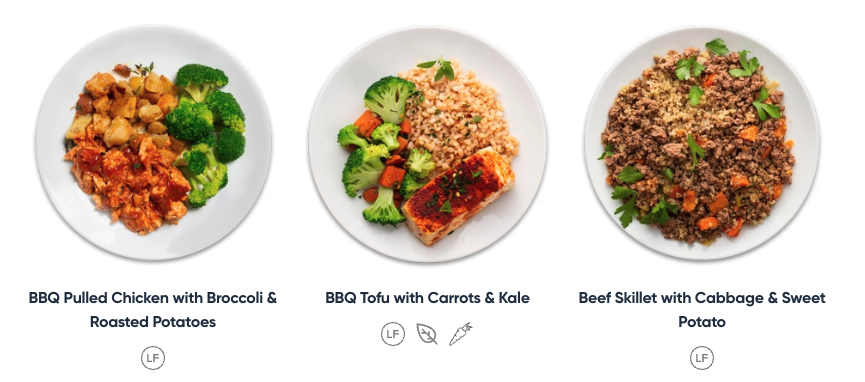 BBQ Pulled Chicken with Broccoli &
Roasted Potatoes
LF
BBQ Tofu with Carrots & Kale
LF
Beef Skillet with Cabbage & Sweet
Potato
LF